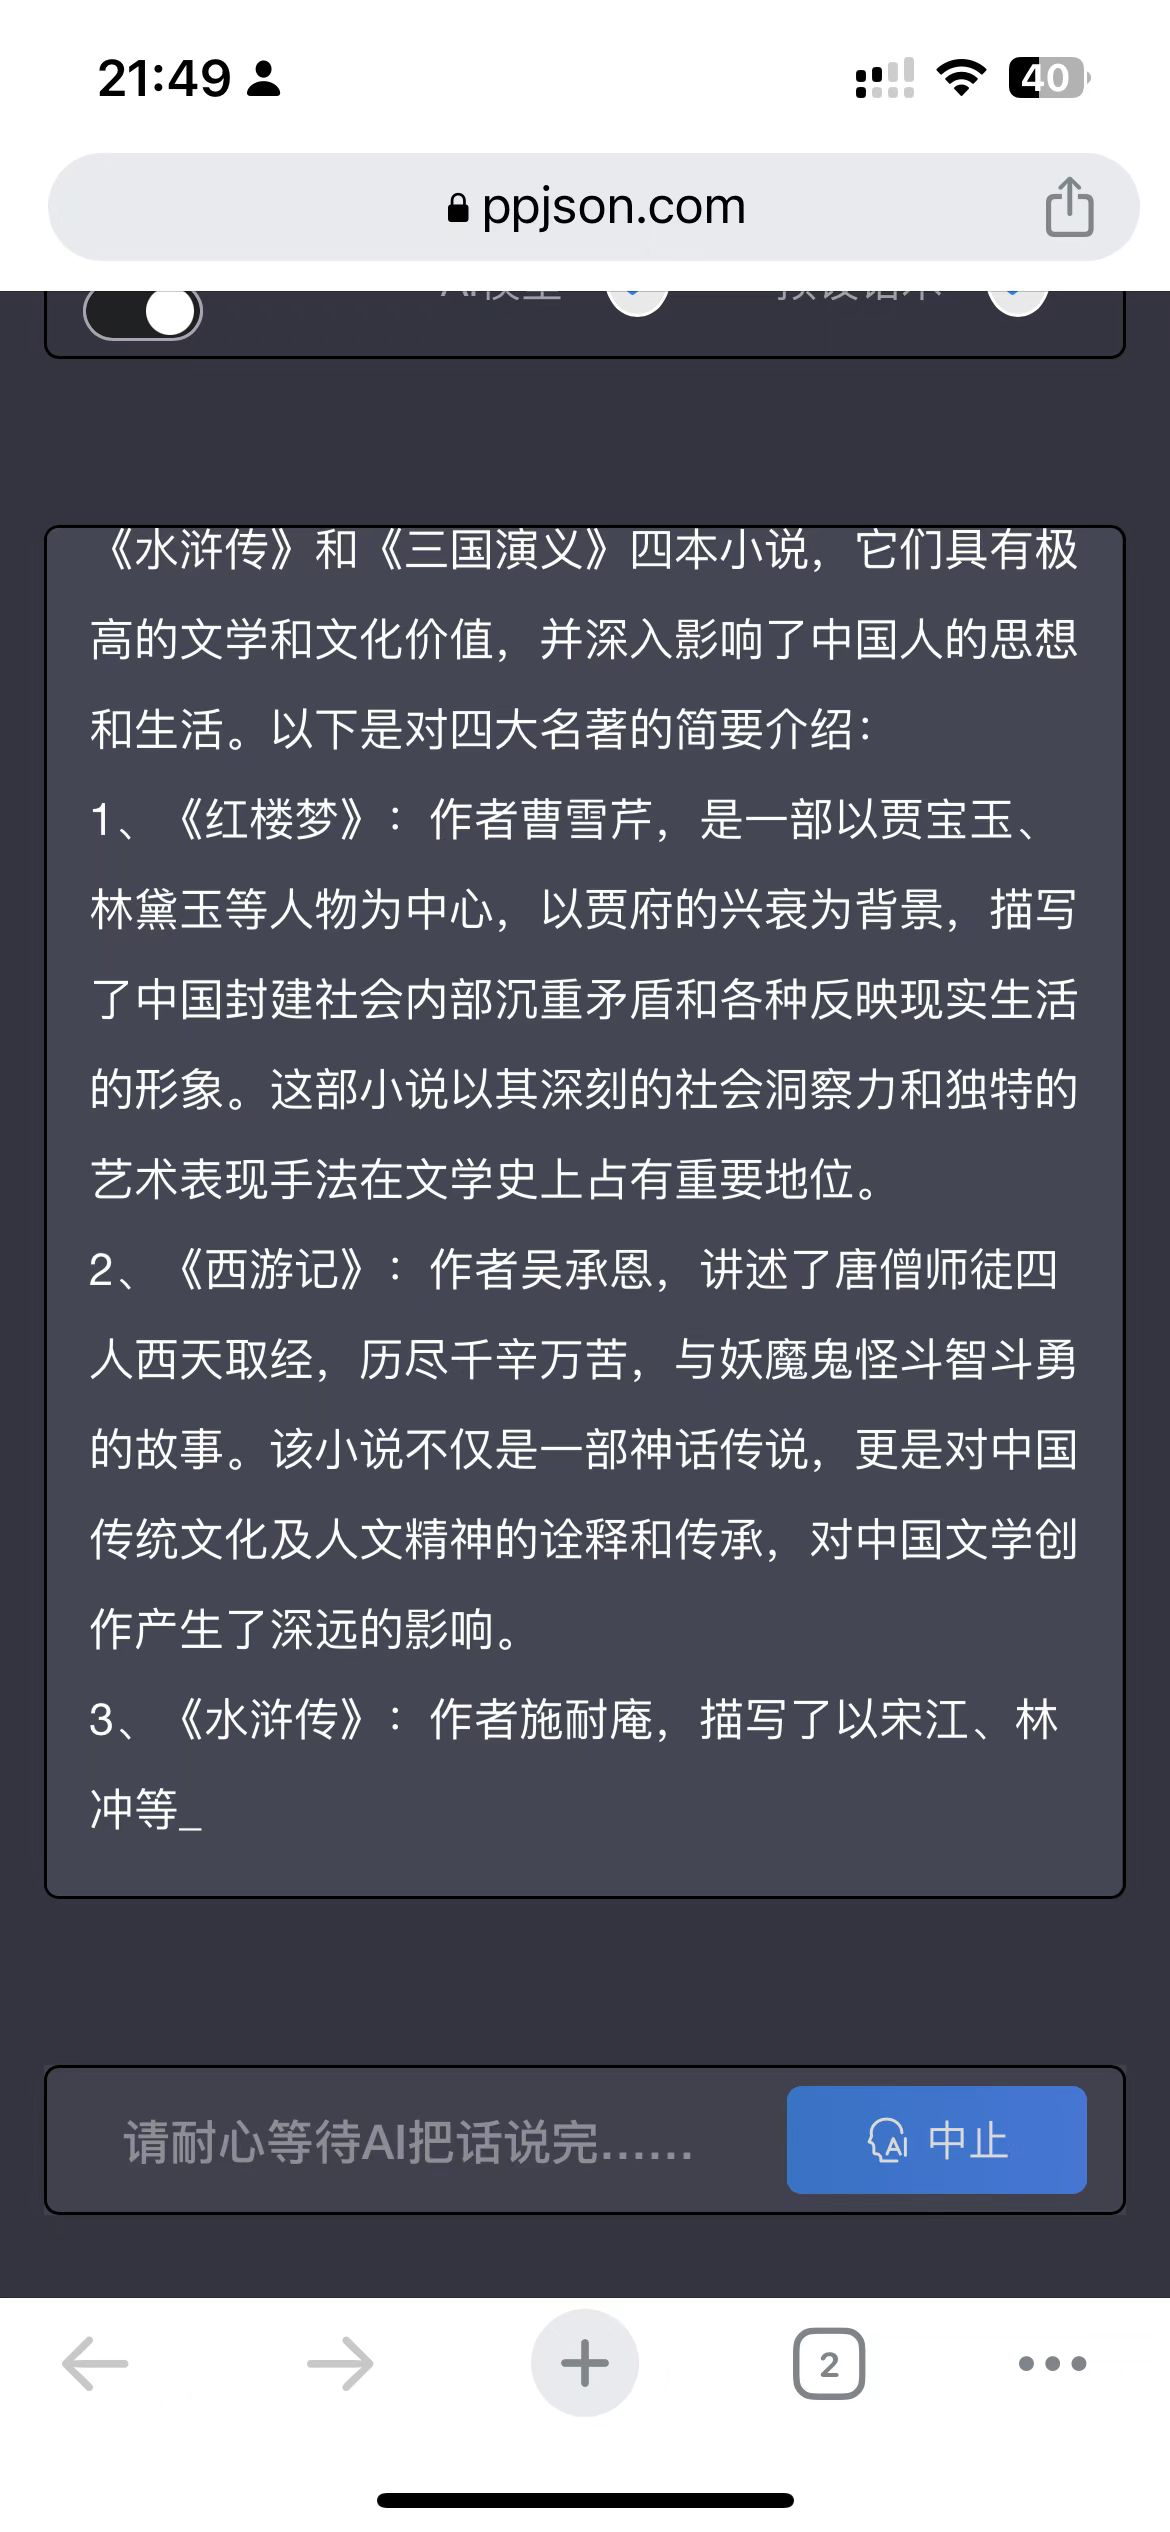 21:49
40
ppjson.com
《水浒传》和《三国演义》四本小说，它们具有极
高的文学和文化价值，并深入影响了中国人的思想
和生活。以下是对四大名著的简要介绍：
1、《红楼梦》：作者曹雪芹，是一部以贾宝玉、
林黛玉等人物为中心，以贾府的兴衰为背景，描写
了中国封建社会内部沉重矛盾和各种反映现实生活
的形象。这部小说以其深刻的社会洞察力和独特的
艺术表现手法在文学史上占有重要地位。
2、《西游记》：作者吴承恩，讲述了唐僧师徒四
人西天取经，历尽千辛万苦，与妖魔鬼怪斗智斗勇
的故事。该小说不仅是一部神话传说，更是对中国
传统文化及人文精神的诠释和传承，对中国文学创
作产生了深远的影响。
3、《水浒传》：作者施耐庵，描写了以宋江、林
冲等_
请耐心等待AI把话说完......
AI 中止
2